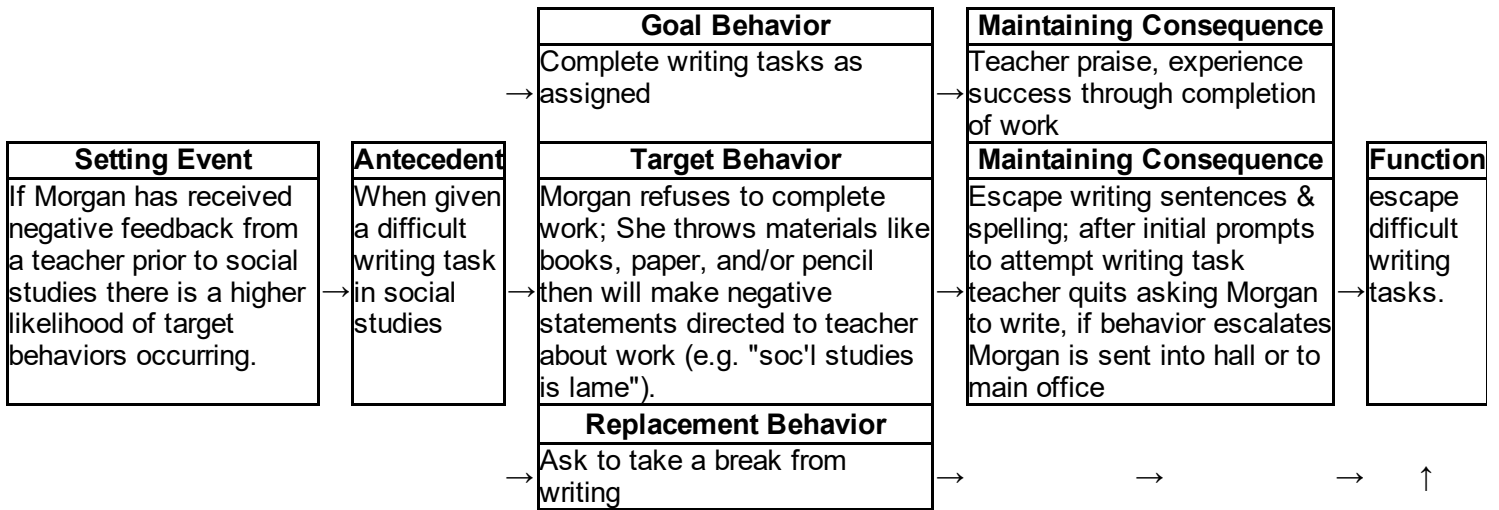 Goal Behavior
Complete writing tasks as
→assigned
Maintaining Consequence
Teacher praise, experience
→success through completion
of work
Setting Event
If Morgan has received
negative feedback from
a teacher prior to social
studies there is a higher
likelihood of target
behaviors occurring.
→
Antecedent
When given
a difficult
writing task
in social
studies
→
Target Behavior
Morgan refuses to complete
work; She throws materials like
books, paper, and/or pencil
then will make negative
statements directed to teacher
about work (e.g. "soc'l studies
is lame").
→
Maintaining Consequence
Escape writing sentences &
spelling; after initial prompts
to attempt writing task
teacher quits asking Morgan
to write, if behavior escalates
Morgan is sent into hall or to
main office
→
Function
escape
difficult
writing
tasks.
Replacement Behavior
→Ask to take a break from
writing
→ → → ↑